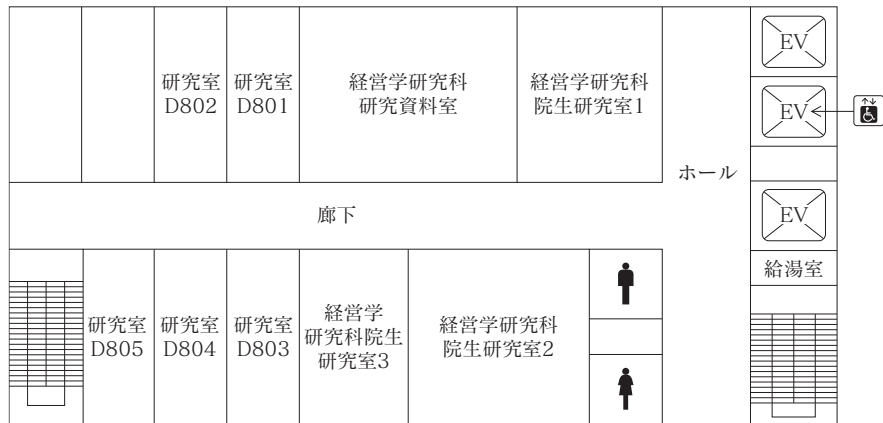 研究室
D802
研究室
D801
経営学研究科
研究資料室
経営学研究科
院生研究室1
EV
EV
EV
ホール
廊下
給湯室
研究室
D805
研究室
D804
研究室
D803
経営学
研究科院生
研究室3
経営学研究科
院生研究室2